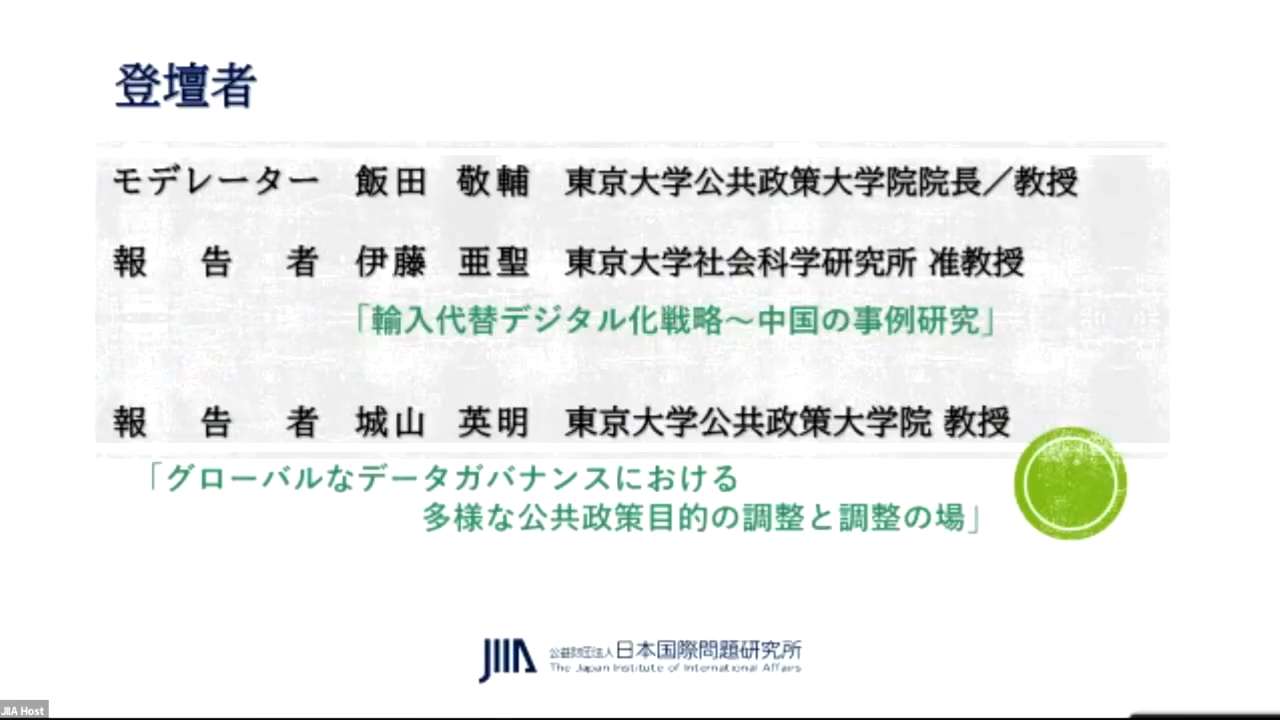 登壇者
モデレーター 飯田 敬輔 東京大学公共政策大学院院長／教授
報告者 伊藤 亜聖 東京大学社会科学研究所 准教授
「輸入代替デジタル化戦略～中国の事例研究」
報告者 城山 英明 東京大学公共政策大学院 教授
「グローバルなデータガバナンスにおける
多様な公共政策目的の調整と調整の場」
JIIA 公益財団法人日本国際問題研究所
The Japan Institute of International Affairs
JIIA Host